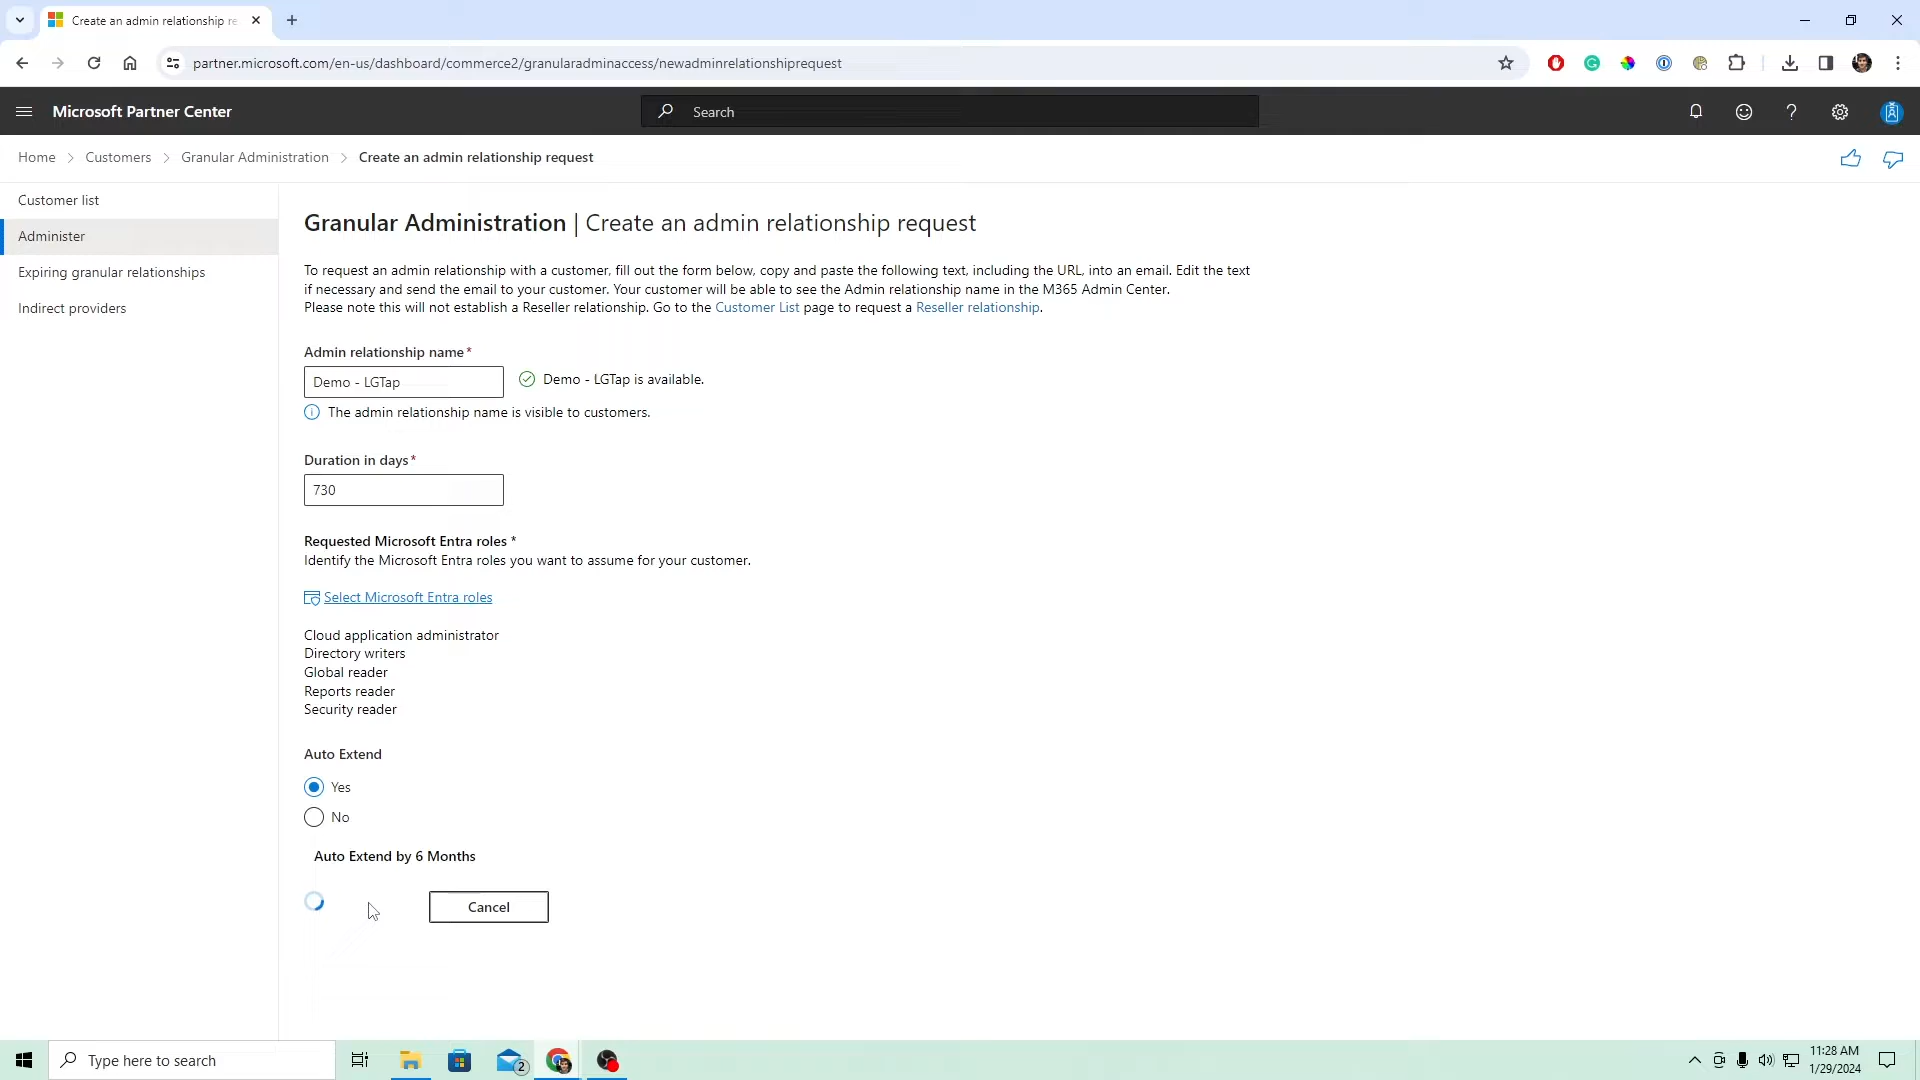 Create an admin relationship re
partner.microsoft.com/en-us/dashboard/commerce2/granularadminaccess/newadminrelationshiprequest
Microsoft Partner Center
Search
Home
Customers
Granular Administration
Create an admin relationship request
Customer list
Administer
Expiring granular relationships
Indirect providers
Granular Administration | Create an admin relationship request
To request an admin relationship with a customer, fill out the form below, copy and paste the following text, including the URL, into an email. Edit the text
if necessary and send the email to your customer. Your customer will be able to see the Admin relationship name in the M365 Admin Center.
Please note this will not establish a Reseller relationship. Go to the Customer List page to request a Reseller relationship.
Admin relationship name*
Demo - LGTap
Demo - LGTap is available.
The admin relationship name is visible to customers.
Duration in days*
730
Requested Microsoft Entra roles *
Identify the Microsoft Entra roles you want to assume for your customer.
Select Microsoft Entra roles
Cloud application administrator
Directory writers
Global reader
Reports reader
Security reader
Auto Extend
Yes
No
Auto Extend by 6 Months
Cancel
Type here to search
2
11:28 AM
1/29/2024